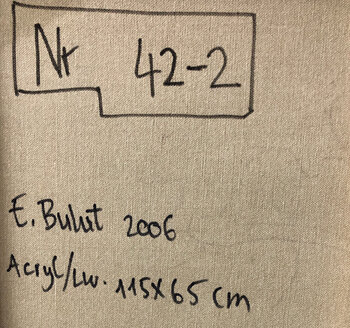 Nr 42-2
E. Bulut 2006
Acryl/Lw. 115X65 cm